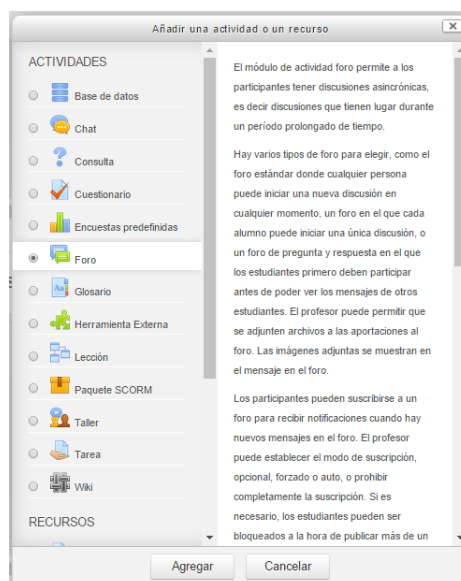 Añadir una actividad o un recurso
ACTIVIDADES
Base de datos
Chat
Consulta
Cuestionario
Encuestas predefinidas
Foro
Glosario
Herramienta Externa
Lección
Paquete SCORM
Taller
Tarea
Wiki
RECURSOS
El módulo de actividad foro permite a los
participantes tener discusiones asincrónicas,
es decir discusiones que tienen lugar durante
un período prolongado de tiempo.
Hay varios tipos de foro para elegir, como el
foro estándar donde cualquier persona
puede iniciar una nueva discusión en
cualquier momento, un foro en el que cada
alumno puede iniciar una única discusión, o
un foro de pregunta y respuesta en el que
los estudiantes primero deben participar
antes de poder ver los mensajes de otros
estudiantes. El profesor puede permitir que
se adjunten archivos a las aportaciones al
foro. Las imágenes adjuntas se muestran en
el mensaje en el foro.
Los participantes pueden suscribirse a un
foro para recibir notificaciones cuando hay
nuevos mensajes en el foro. El profesor
puede establecer el modo de suscripción,
opcional, forzado o auto, o prohibir
completamente la suscripción. Si es
necesario, los estudiantes pueden ser
bloqueados a la hora de publicar más de un
Agregar
Cancelar